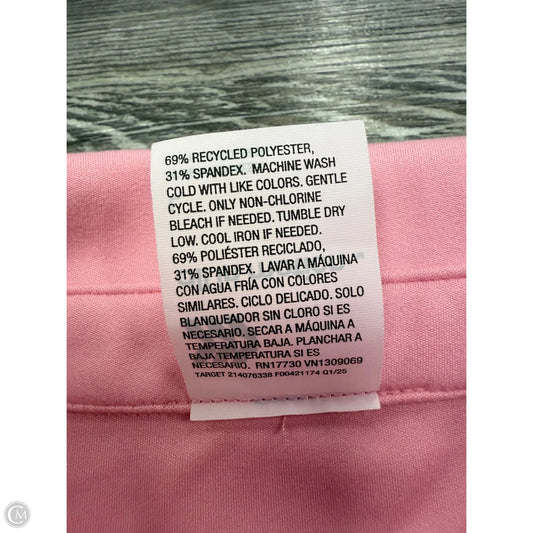 69% RECYCLED POLYESTER,
31% SPANDEX. MACHINE WASH
COLD WITH LIKE COLORS. GENTLE
CYCLE. ONLY NON-CHLORINE
BLEACH IF NEEDED. TUMBLE DRY
LOW. COOL IRON IF NEEDED.
69% POLIÉSTER RECICLADO,
31% SPANDEX. LAVAR A MÁQUINA
CON AGUA FRÍA CON COLORES
SIMILARES. CICLO DELICADO. SOLO
BLANQUEADOR SIN CLORO SI ES
NECESARIO. SECAR A MÁQUINA A
TEMPERATURA BAJA. PLANCHAR A
BAJA TEMPERATURA SI ES
NECESARIO. RN17730 VN1309069
TARGET 214076338 F00421174 Q1/25
CM